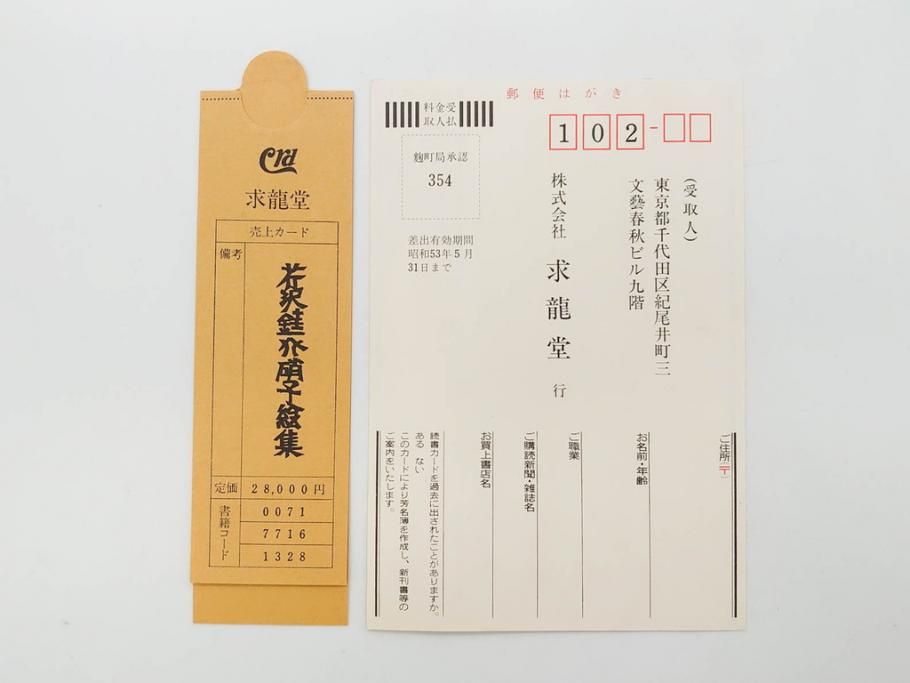 crd
求龍堂
売上カード
備考
芹沢銈介硝子絵集
定価
28,000円
書籍コード
0071
7716
1328
郵便はがき
料金受
取人払
102-
麴町局承認
354
差出有効期間
昭和53年5月
31日まで
(受取人)
東京都千代田区紀尾井町三
文藝春秋ビル九階
株式会社 求龍堂 行
ご住所(〒)
お名前・年齢
ご職業
ご購読新聞・雑誌名
お買上書店名
読書カードを過去に出されたことがありますか。
ある ない
このカードにより芳名簿を作成し、新刊書等の
ご案内をいたします。